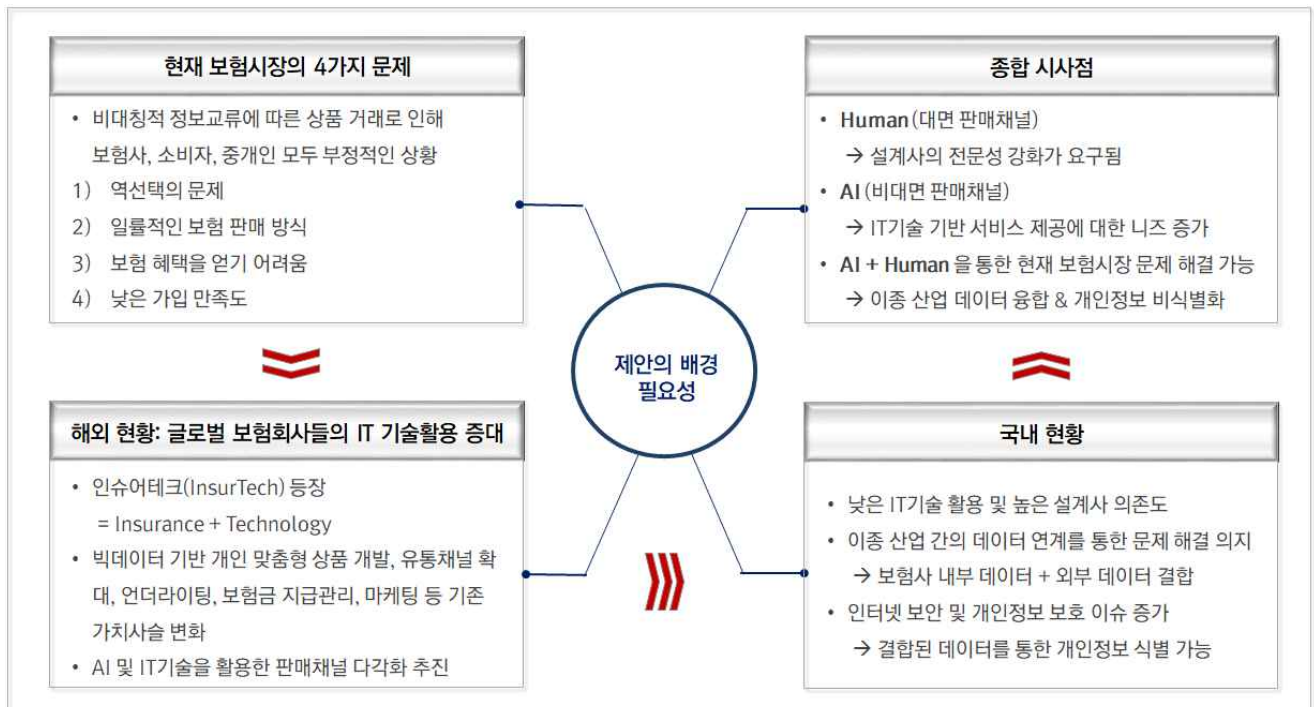 현재 보험시장의 4가지 문제
• 비대칭적 정보교류에 따른 상품 거래로 인해
보험사, 소비자, 중개인 모두 부정적인 상황
1) 역선택의 문제
2) 일률적인 보험 판매 방식
3) 보험 혜택을 얻기 어려움
4) 낮은 가입 만족도
해외 현황: 글로벌 보험회사들의 IT 기술활용 증대
• 인슈어테크(InsurTech) 등장
= Insurance + Technology
• 빅데이터 기반 개인 맞춤형 상품 개발, 유통채널 확
대, 언더라이팅, 보험금 지급관리, 마케팅 등 기존
가치사슬 변화
• AI 및 IT기술을 활용한 판매채널 다각화 추진
제안의 배경
필요성
국내 현황
• 낮은 IT기술 활용 및 높은 설계사 의존도
• 이종 산업 간의 데이터 연계를 통한 문제 해결 의지
→ 보험사 내부 데이터 + 외부 데이터 결합
• 인터넷 보안 및 개인정보 보호 이슈 증가
→ 결합된 데이터를 통한 개인정보 식별 가능
종합 시사점
• Human (대면 판매채널)
→ 설계사의 전문성 강화가 요구됨
• AI (비대면 판매채널)
→ IT기술 기반 서비스 제공에 대한 니즈 증가
• AI + Human 을 통한 현재 보험시장 문제 해결 가능
→ 이종 산업 데이터 융합 & 개인정보 비식별화